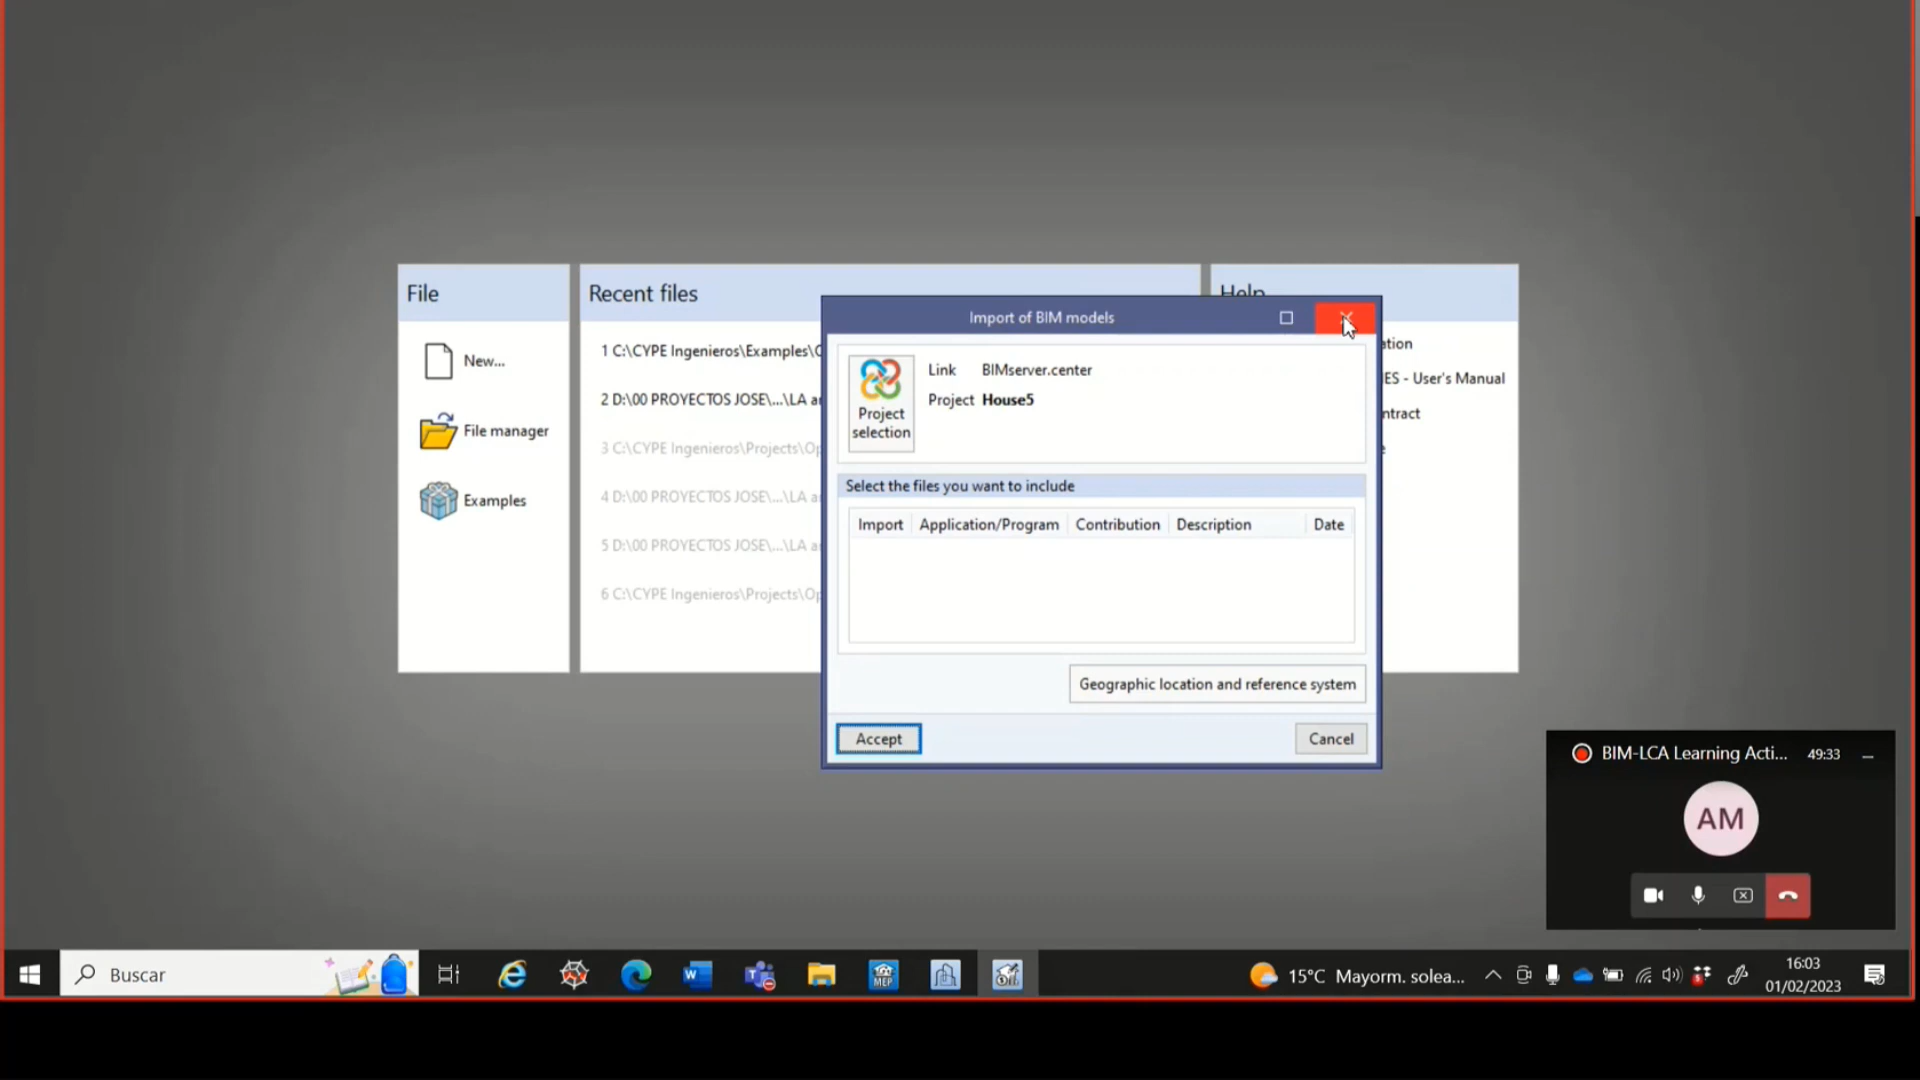 File
New...
File manager
Examples
Recent files
1 C:\CYPE Ingenieros\Examples\
2 D:\00 PROYECTOS JOSE\...\LA
3 C:\CYPE Ingenieros\Projects\
4 D:\00 PROYECTOS JOSE\...\LA
5 D:\00 PROYECTOS JOSE\...\LA
6 C:\CYPE Ingenieros\Projects\
Help
ation
ES - User's Manual
ntract
e
Import of BIM models
Project selection
Link BIMserver.center
Project House5
Select the files you want to include
Import Application/Program Contribution Description Date
Geographic location and reference system
Accept
Cancel
BIM-LCA Learning Acti... 49:33
AM
Buscar
MEP
15°C Mayorm. solea...
16:03
01/02/2023